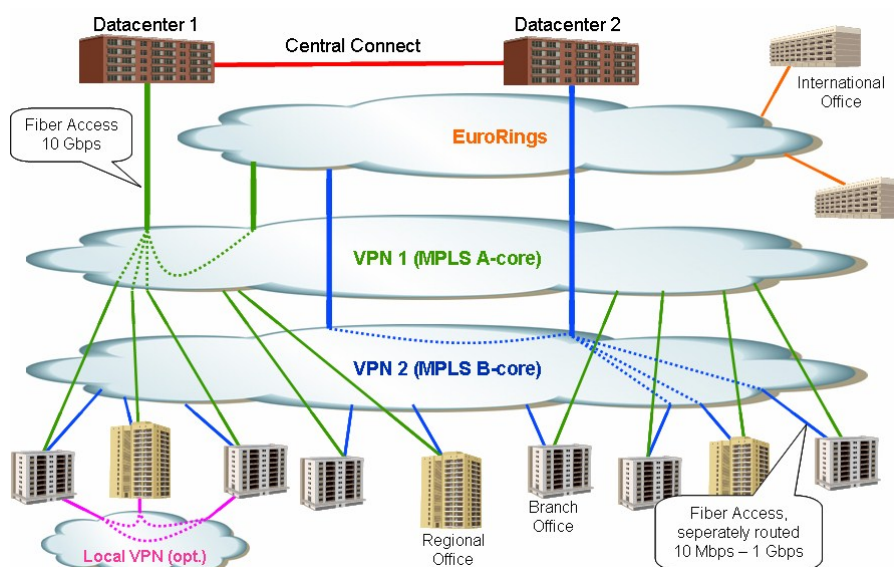 Datacenter 1
Datacenter 2
Central Connect
International
Office
Fiber Access
10 Gbps
EuroRings
VPN 1 (MPLS A-core)
VPN 2 (MPLS B-core)
Local VPN (opt.)
Regional
Office
Branch
Office
Fiber Access,
seperately routed
10 Mbps – 1 Gbps